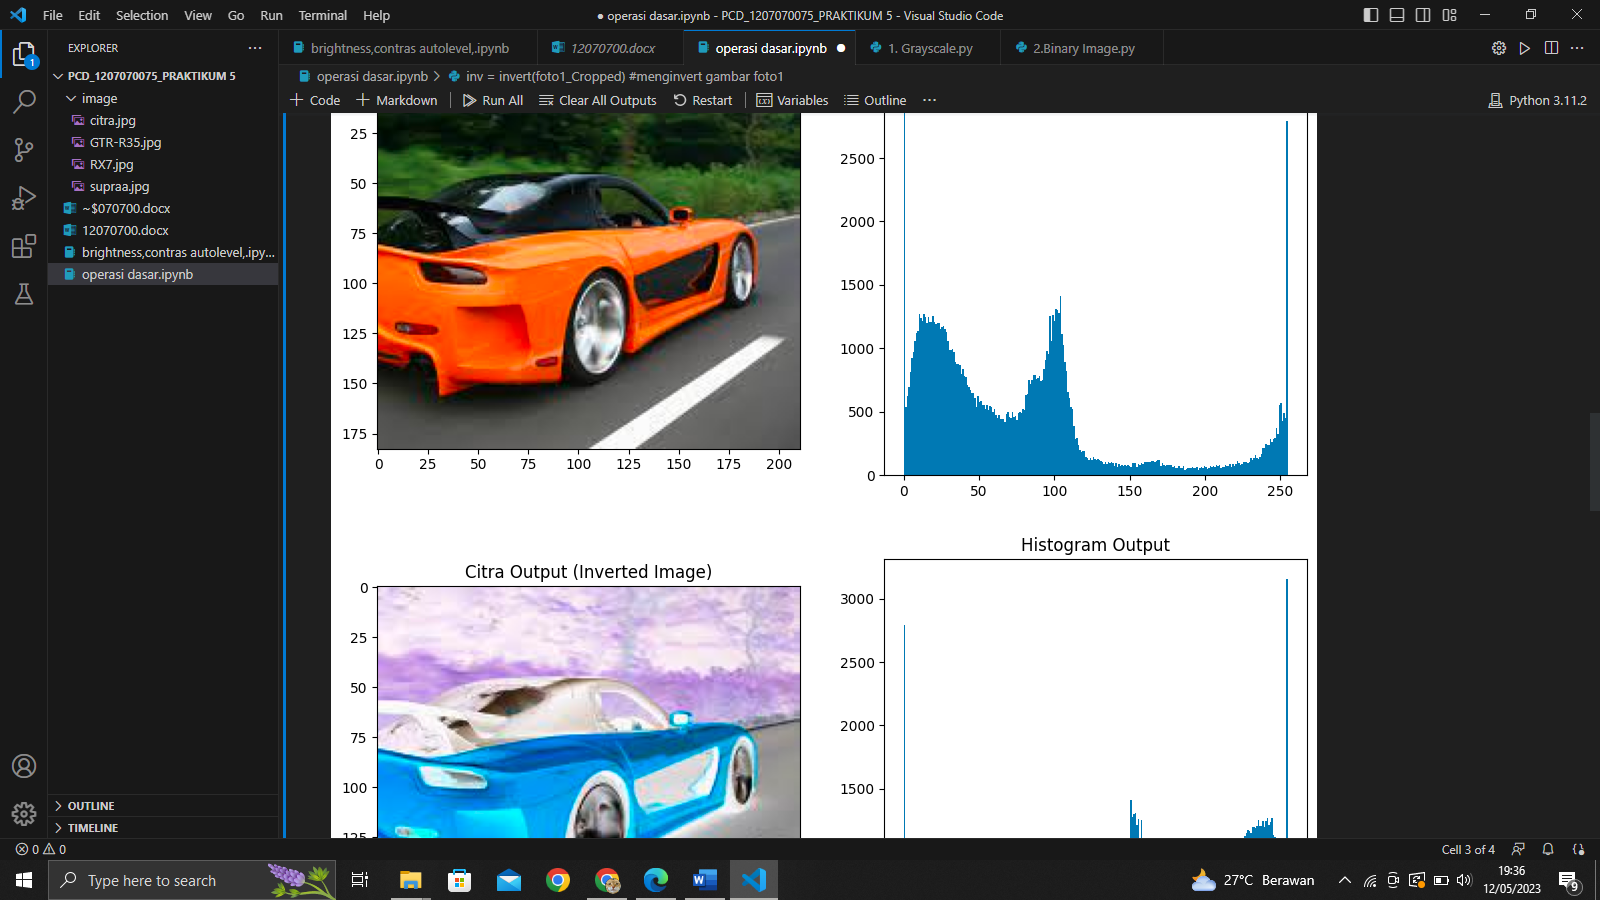 File Edit Selection View Go Run Terminal Help
● operasi dasar.ipynb - PCD_1207070075_PRAKTIKUM 5 - Visual Studio Code
EXPLORER ···
brightness,contras autolevel,.ipynb
12070700.docx
operasi dasar.ipynb ●
1. Grayscale.py
2.Binary Image.py
PCD_1207070075_PRAKTIKUM 5
operasi dasar.ipynb > inv = invert(foto1_Cropped) #menginvert gambar foto1
+ Code + Markdown Run All Clear All Outputs Restart Variables Outline ···
Python 3.11.2
image
citra.jpg
GTR-R35.jpg
RX7.jpg
supraa.jpg
~$070700.docx
12070700.docx
brightness,contras autolevel,.ipy...
operasi dasar.ipynb
1
25
50
75
100
125
150
175
0 25 50 75 100 125 150 175 200
2500
2000
1500
1000
500
0
0 50 100 150 200 250
Citra Output (Inverted Image)
0
25
50
75
100
125
Histogram Output
3000
2500
2000
1500
OUTLINE
TIMELINE
0 0
Cell 3 of 4
Type here to search
27°C Berawan
19:36
12/05/2023
9